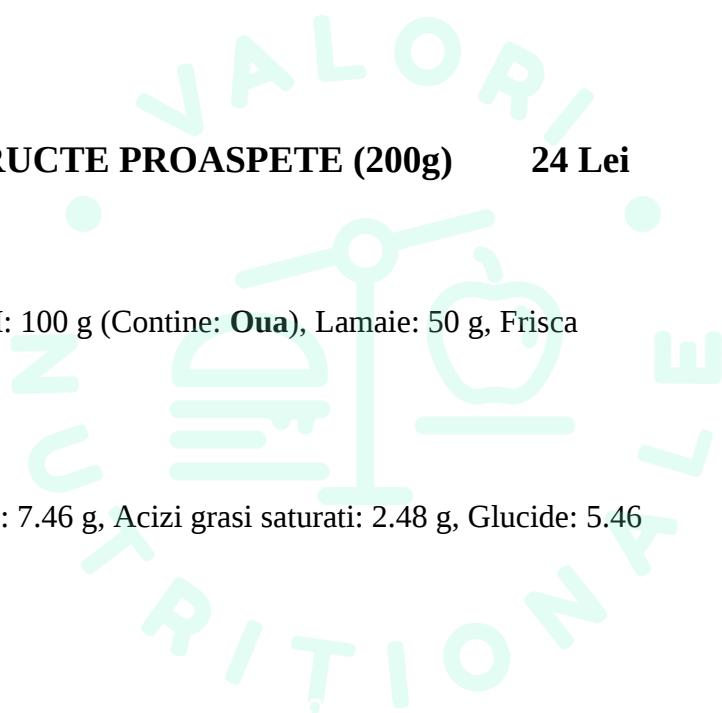 VALORI
RUCTE PROASPETE (200g) 24 Lei
: 100 g (Contine: Oua), Lamaie: 50 g, Frisca
: 7.46 g, Acizi grasi saturati: 2.48 g, Glucide: 5.46
NUTRIȚIONALE